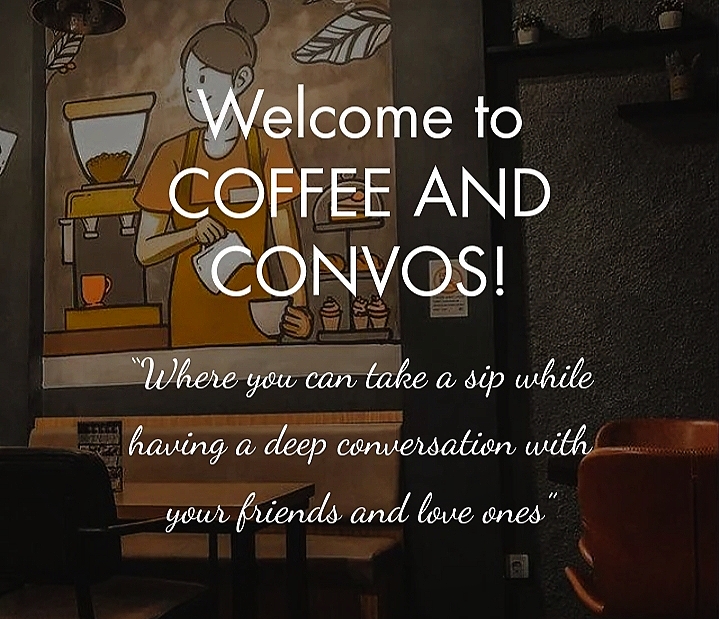 Welcome to
COFFEE AND
CONVOS!
“Where you can take a sip while
having a deep conversation with
your friends and love ones”